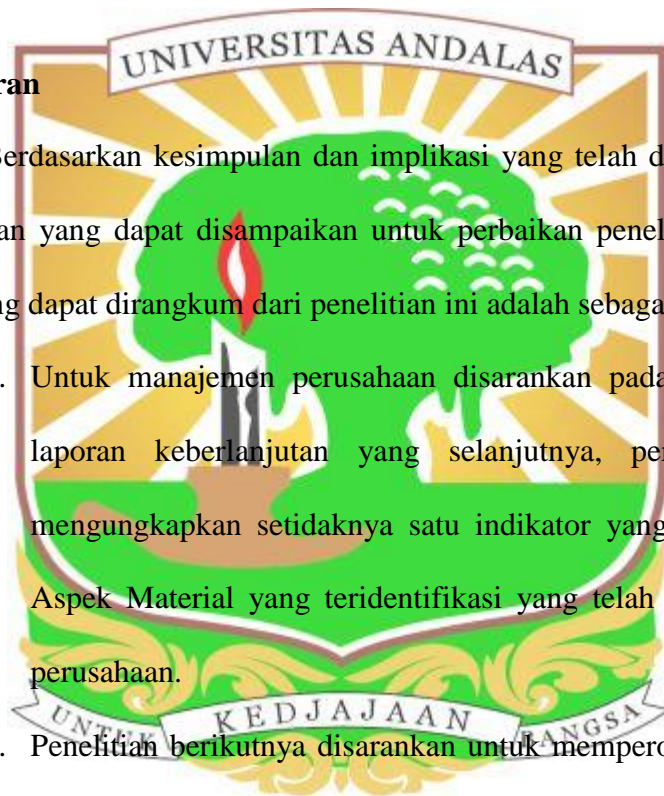 UNIVERSITAS ANDALAS
ran
Berdasarkan kesimpulan dan implikasi yang telah d
an yang dapat disampaikan untuk perbaikan penel
ng dapat dirangkum dari penelitian ini adalah sebaga
. Untuk manajemen perusahaan disarankan pada
laporan keberlanjutan yang selanjutnya, per
mengungkapkan setidaknya satu indikator yang
Aspek Material yang teridentifikasi yang telah
perusahaan.
UNTUK KEDJAJAAN BANGSA
. Penelitian berikutnya disarankan untuk mempero